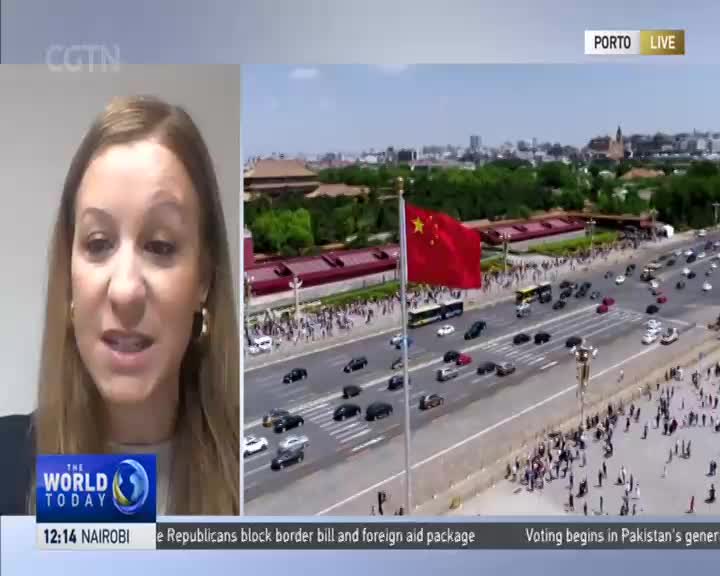 CGTN
PORTO LIVE
THE
WORLD
TODAY
12:14 NAIROBI
e Republicans block border bill and foreign aid package Voting begins in Pakistan's gener